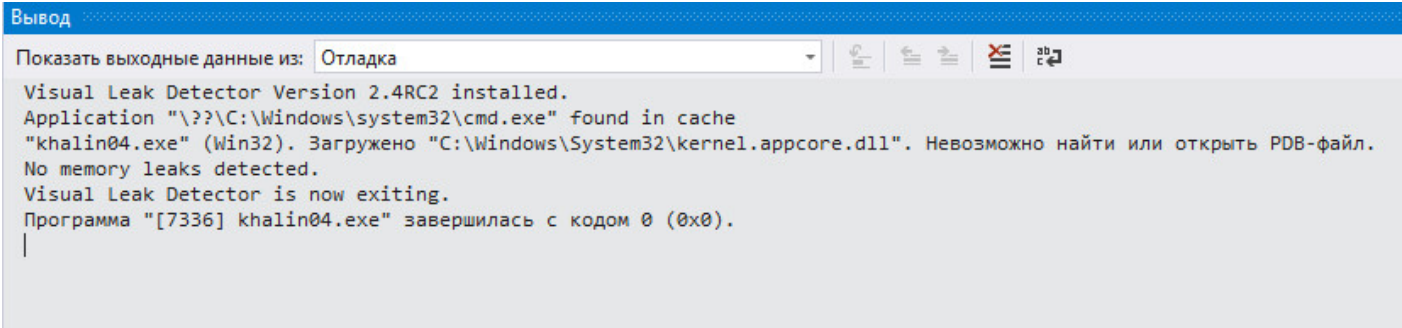 Вывод
Показать выходные данные из: Отладка
Visual Leak Detector Version 2.4RC2 installed.
Application "\??\C:\Windows\system32\cmd.exe" found in cache
"khalin04.exe" (Win32). Загружено "C:\Windows\System32\kernel.appcore.dll". Невозможно найти или открыть PDB-файл.
No memory leaks detected.
Visual Leak Detector is now exiting.
Программа "[7336] khalin04.exe" завершилась с кодом 0 (0x0).